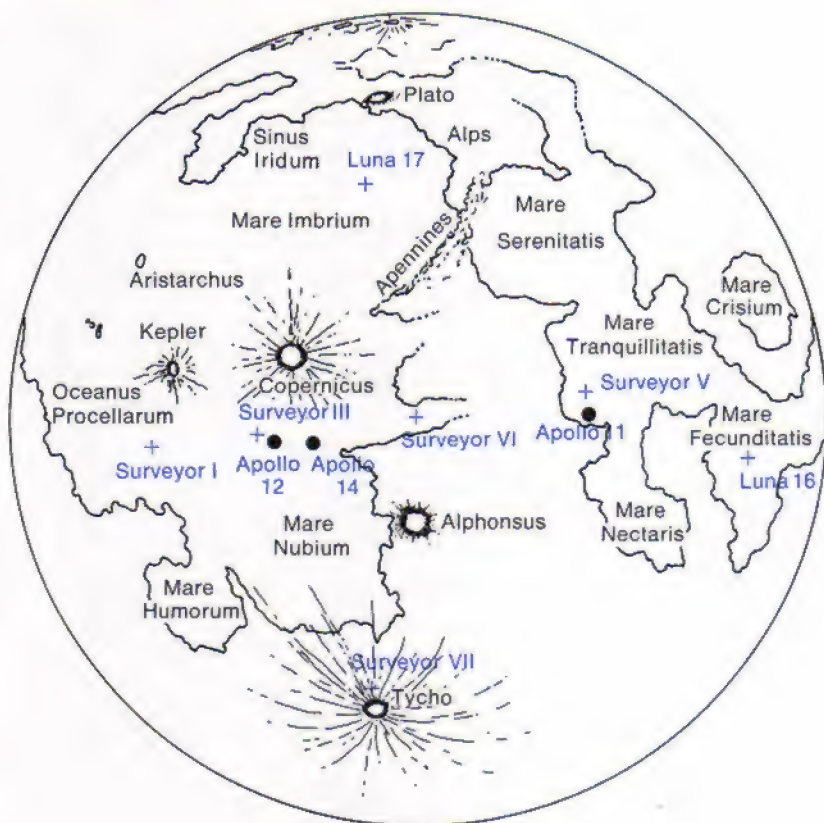 Plato
Sinus
Iridum
Alps
Luna 17
Mare Imbrium
Mare
Serenitatis
Apennines
Aristarchus
Mare
Crisium
Kepler
Mare
Tranquillitatis
Copernicus
Surveyor V
Oceanus
Procellarum
Surveyor III
Surveyor VI
Apollo 11
Mare
Fecunditatis
Surveyor I
Apollo
12
Apollo
14
Luna 16
Mare
Nubium
Alphonsus
Mare
Nectaris
Mare
Humorum
Surveyor VII
Tycho